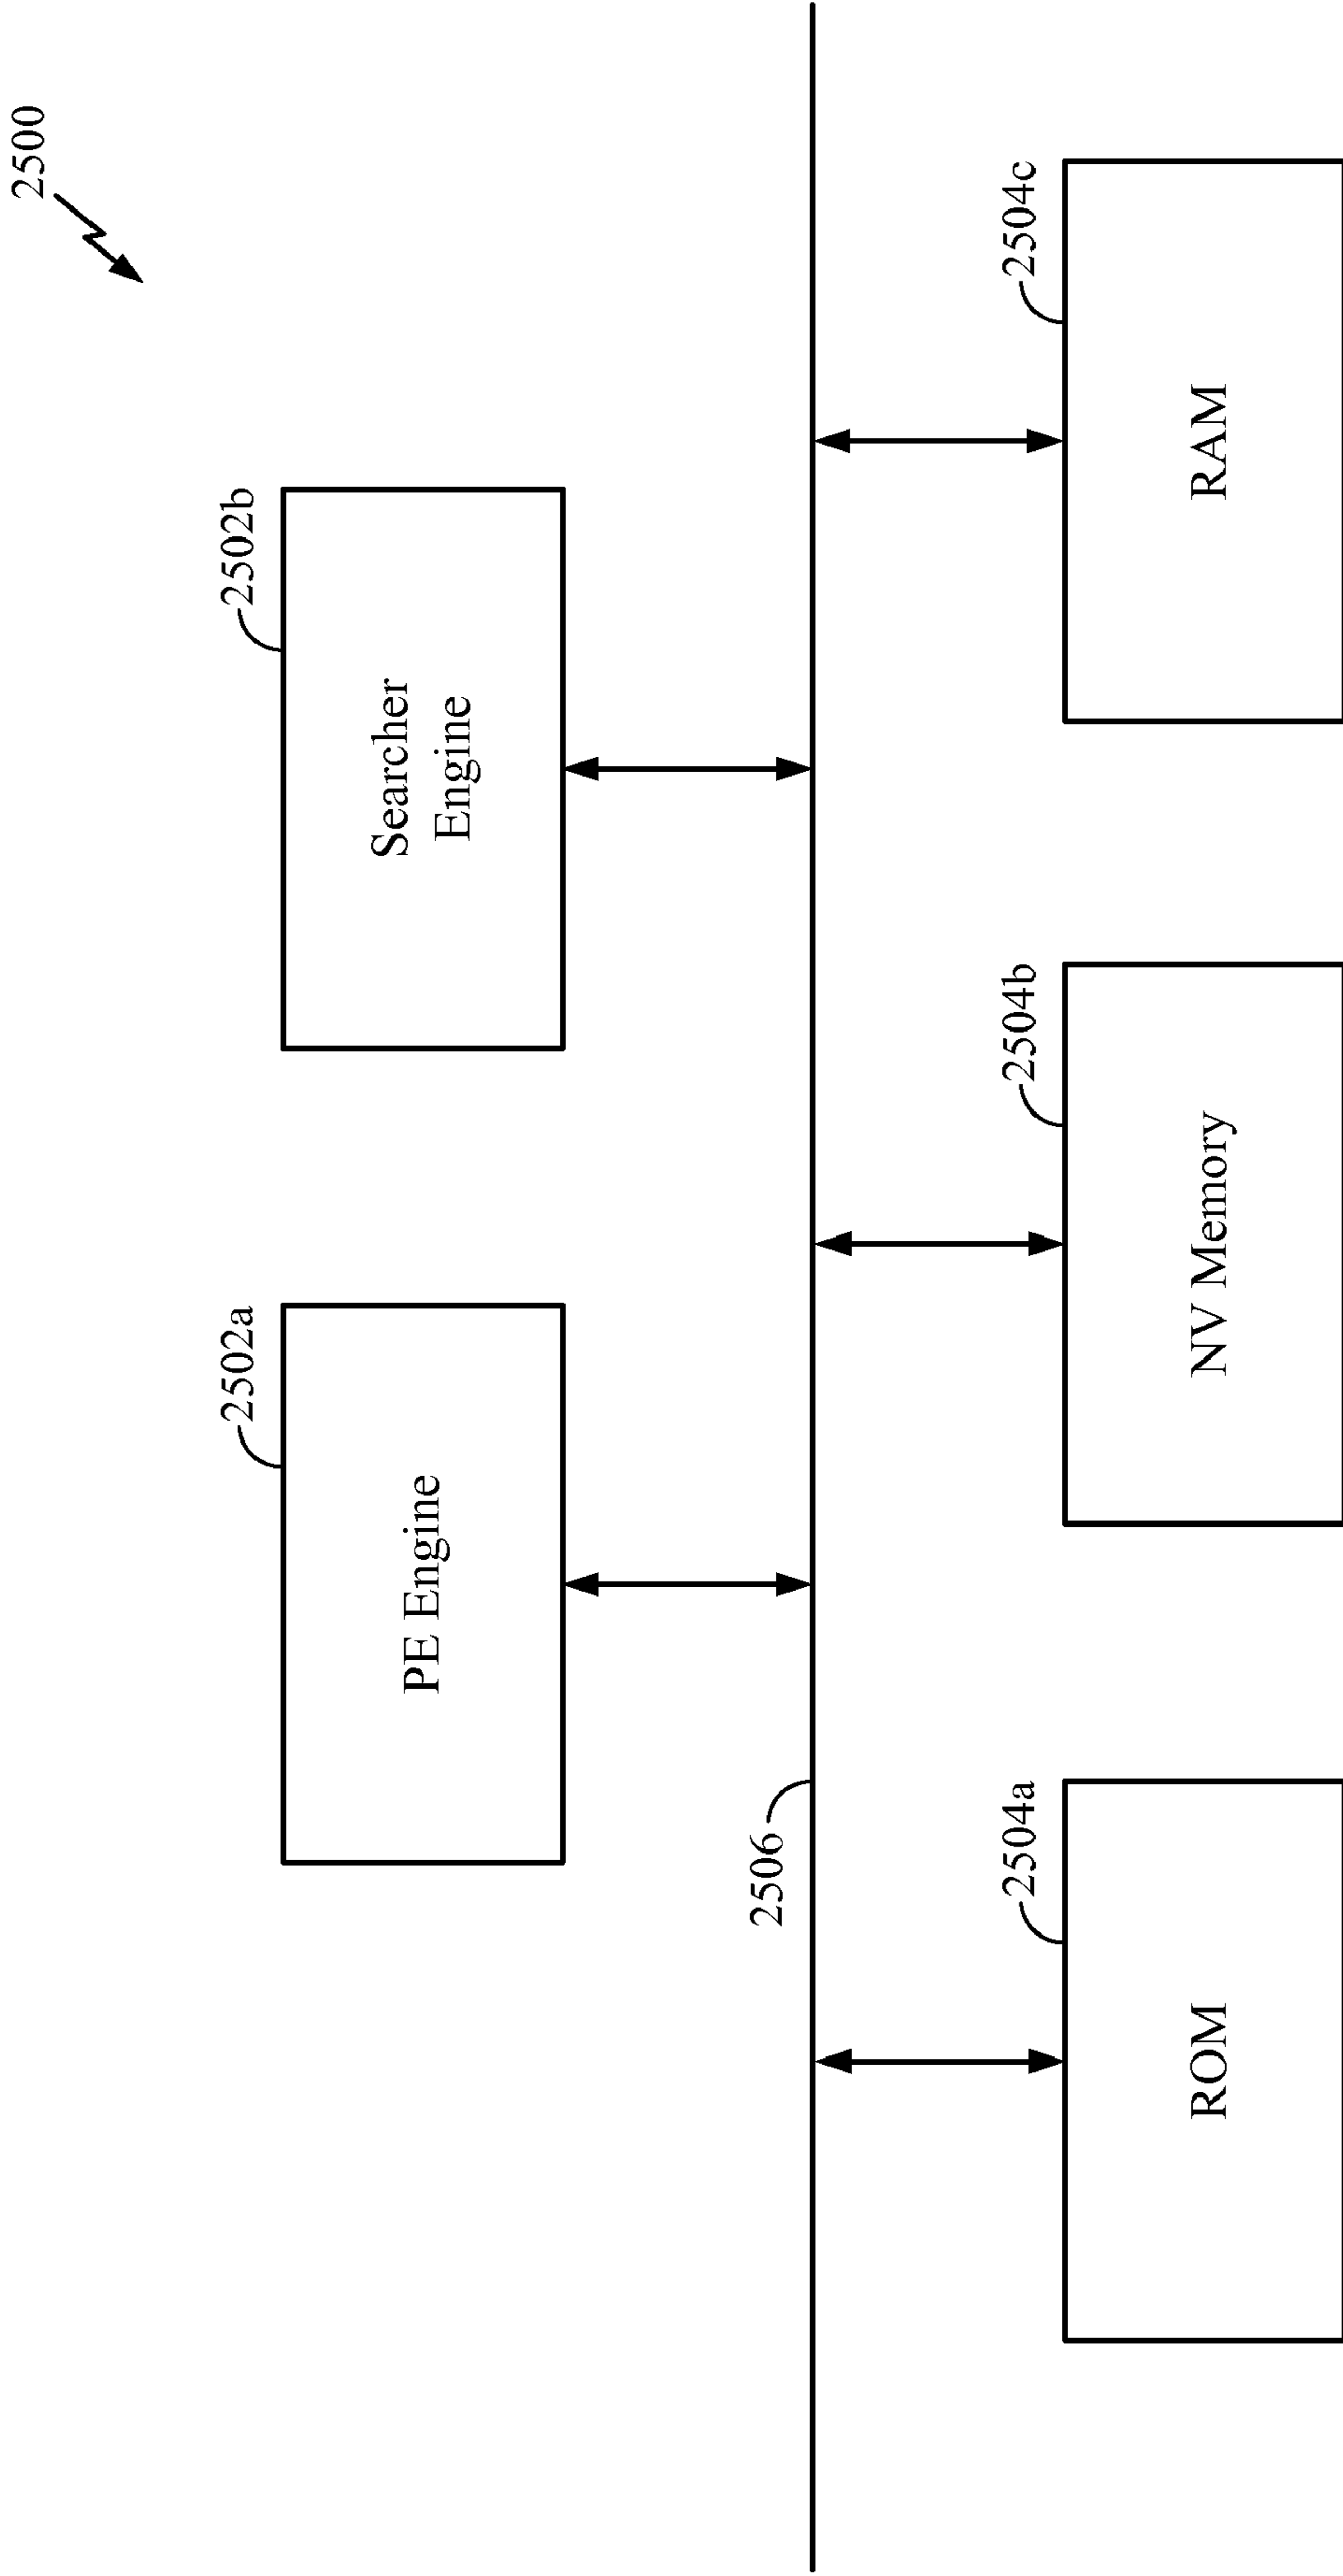 2500
2502a
2502b
PE Engine
Searcher
Engine
2506
2504a
2504b
2504c
ROM
NV Memory
RAM